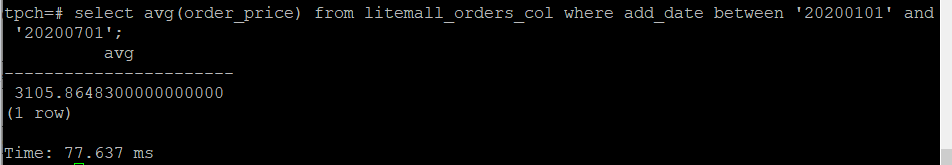 tpch=# select avg(order_price) from litemall_orders_col where add_date between '20200101' and
'20200701';
avg
-----------------------
3105.8648300000000000
(1 row)
Time: 77.637 ms